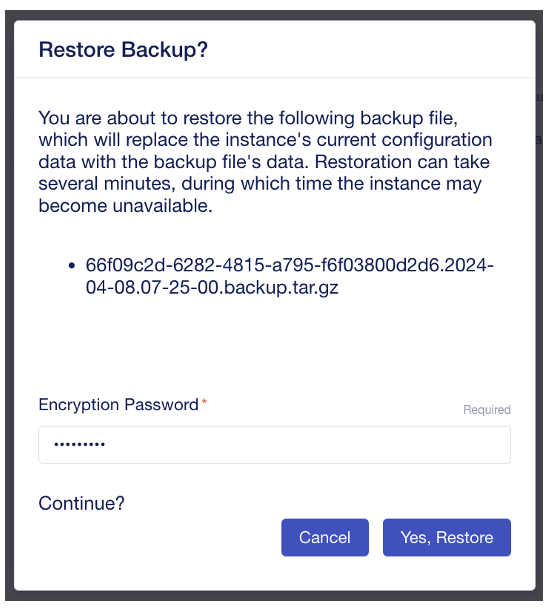 Restore Backup?
You are about to restore the following backup file,
which will replace the instance's current configuration
data with the backup file's data. Restoration can take
several minutes, during which time the instance may
become unavailable.
• 66f09c2d-6282-4815-a795-f6f03800d2d6.2024-
04-08.07-25-00.backup.tar.gz
Encryption Password*
Required
•••••••••
Continue?
Cancel
Yes, Restore